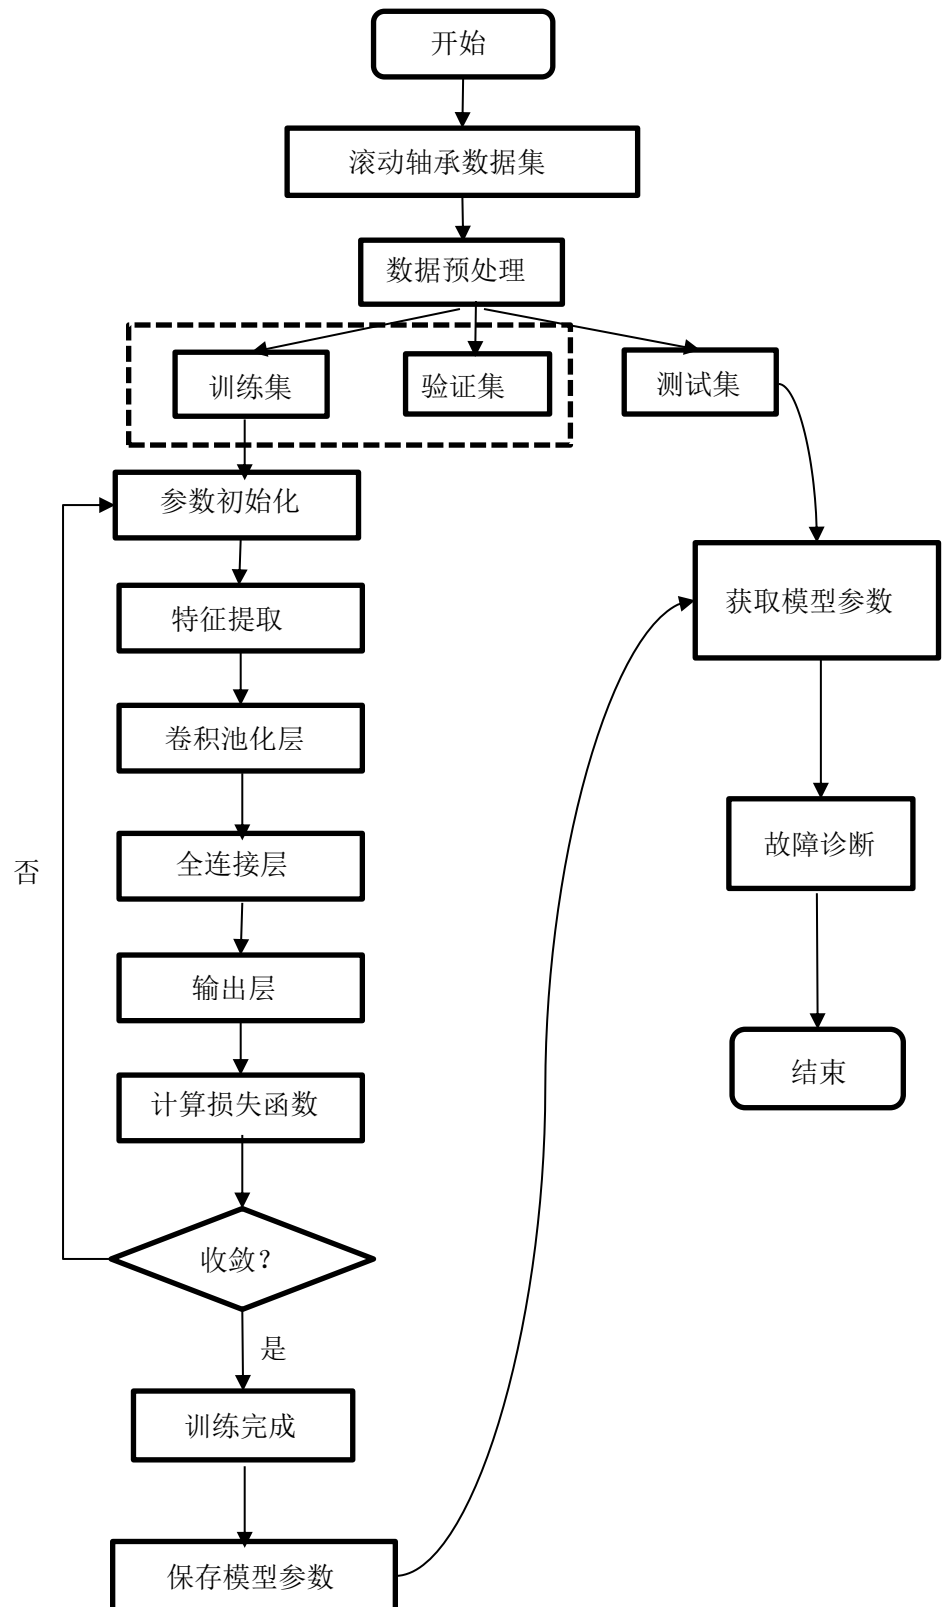 开始
滚动轴承数据集
数据预处理
训练集
验证集
测试集
参数初始化
特征提取
获取模型参数
卷积池化层
故障诊断
全连接层
否
输出层
结束
计算损失函数
收敛?
是
训练完成
保存模型参数